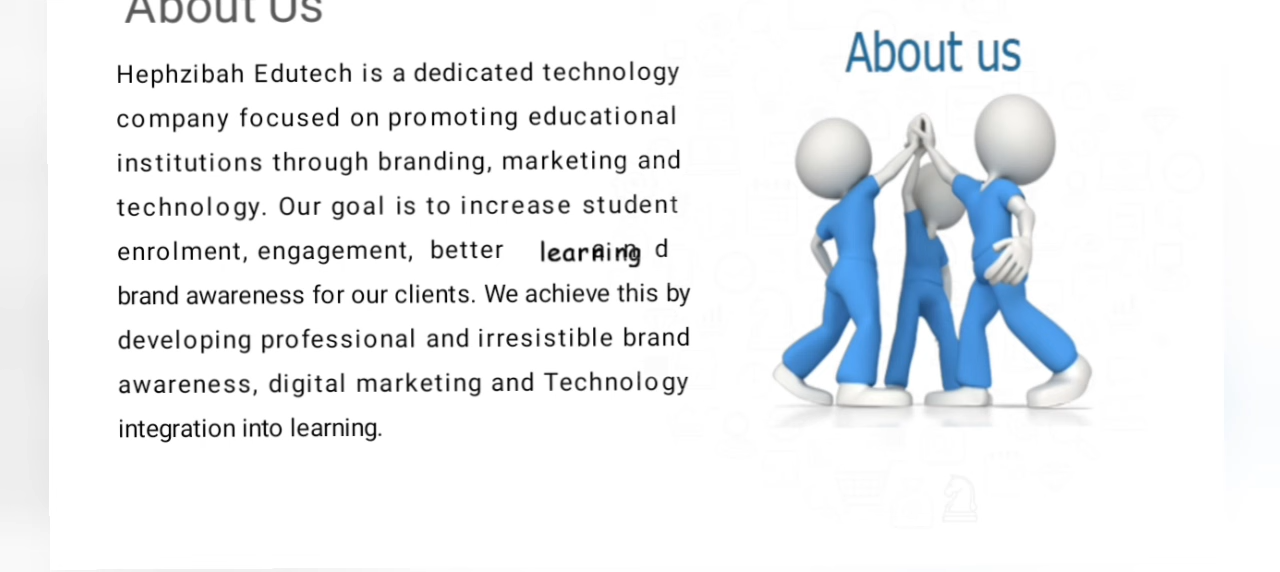 About Us
About us
Hephzibah Edutech is a dedicated technology
company focused on promoting educational
institutions through branding, marketing and
technology. Our goal is to increase student
enrolment, engagement, better learning and
brand awareness for our clients. We achieve this by
developing professional and irresistible brand
awareness, digital marketing and Technology
integration into learning.